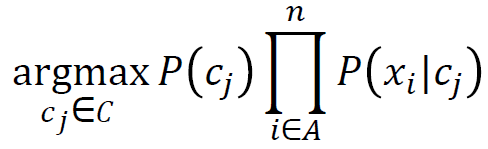 argmax P(c_j) ∏_{i∈A}^{n} P(x_i|c_j)
c_j∈C